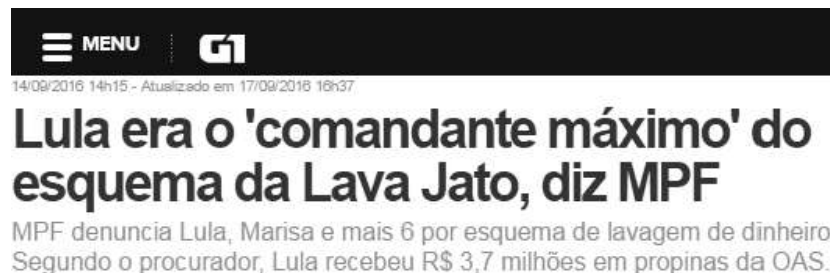 MENU G1
14/09/2016 14h15 - Atualizado em 17/09/2016 16h37
Lula era o 'comandante máximo' do
esquema da Lava Jato, diz MPF
MPF denuncia Lula, Marisa e mais 6 por esquema de lavagem de dinheiro
Segundo o procurador, Lula recebeu R$ 3,7 milhões em propinas da OAS